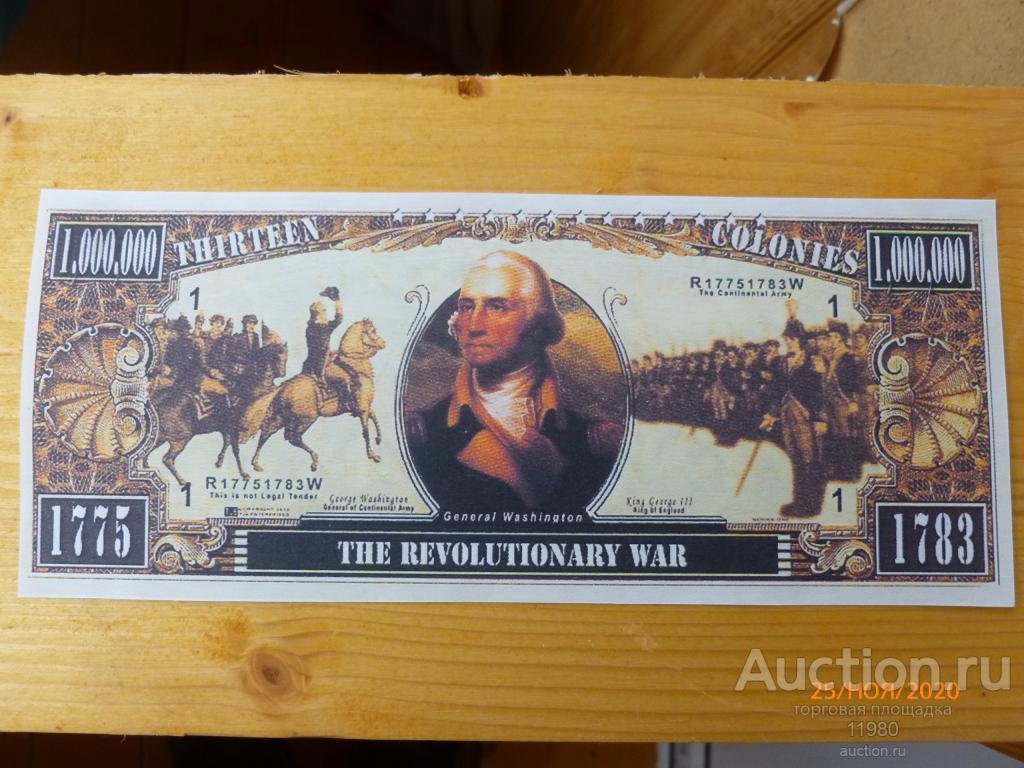 THIRTEEN COLONIES
1.000.000
1.000.000
R17751783W
The Continental Army
1
1
R17751783W
This is not Legal Tender
1
1
George Washington
General of Continental Army
King George III
King of England
General Washington
SERIES ONE
1775
THE REVOLUTIONARY WAR
1783
Auction.ru
25/НОЯ/2020
торговая площадка
11980
auction.ru